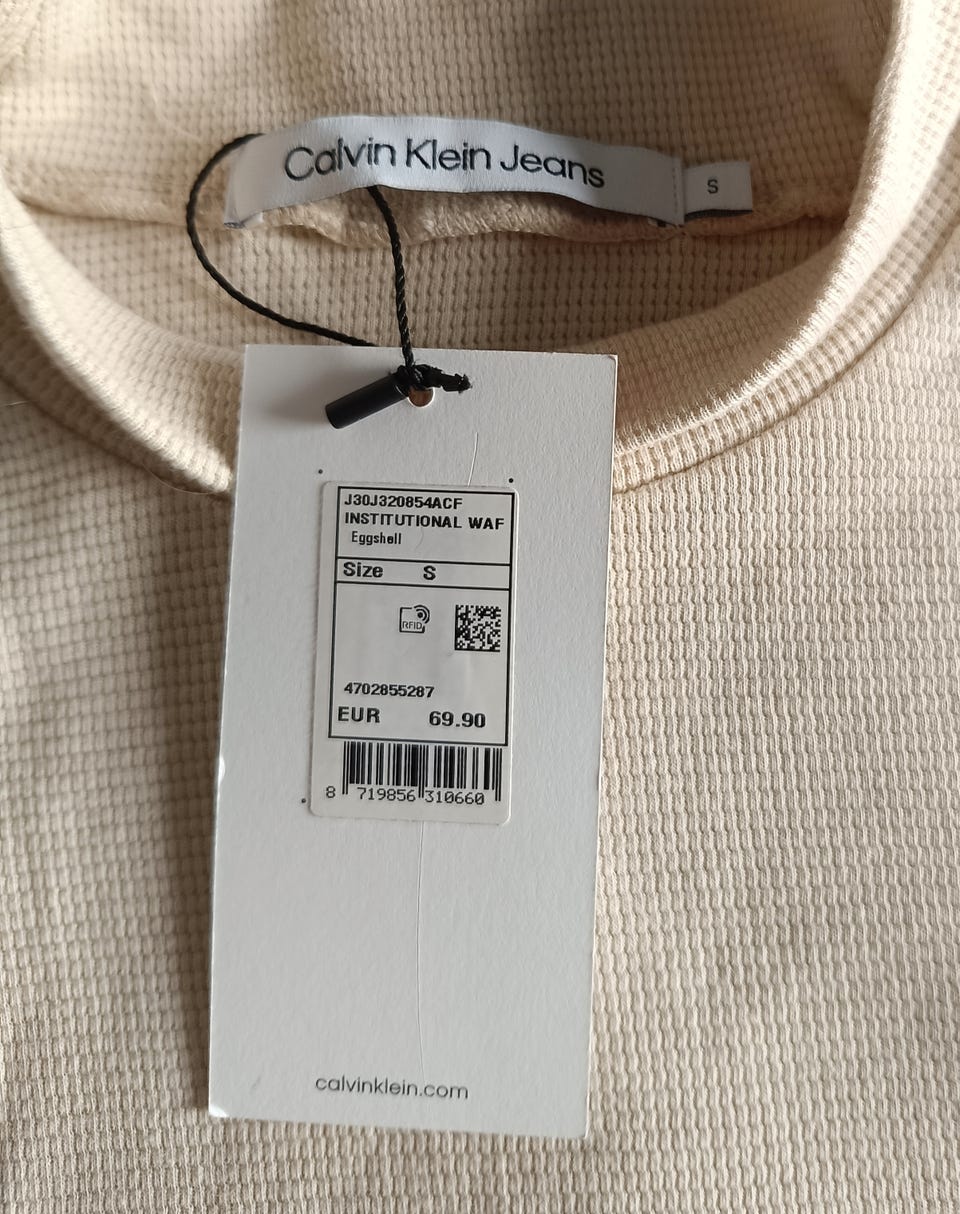 Calvin Klein Jeans
S
J30J320854ACF
INSTITUTIONAL WAF
Eggshell
Size S
RFID
4702855287
EUR 69.90
8 719856 310660
calvinklein.com